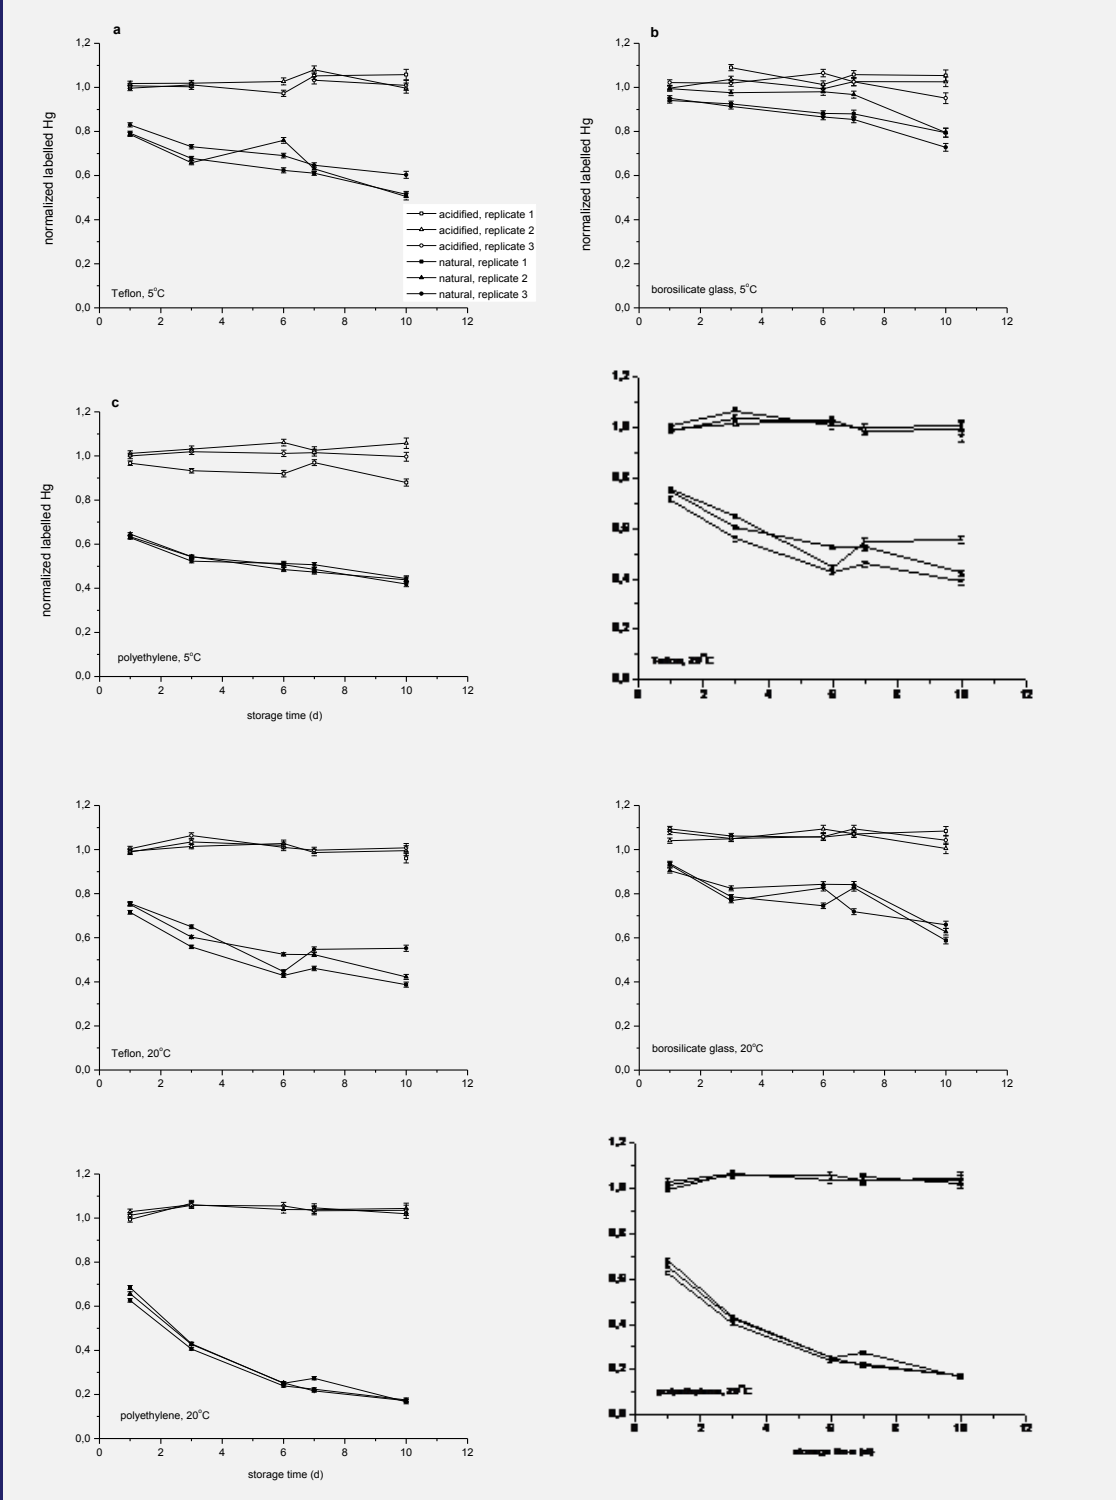 a
1,2
1,0
0,8
0,6
0,4
0,2
0,0
0 2 4 6 8 10 12
normalized labelled Hg
Teflon, 5°C
acidified, replicate 1
acidified, replicate 2
acidified, replicate 3
natural, replicate 1
natural, replicate 2
natural, replicate 3
b
1,2
1,0
0,8
0,6
0,4
0,2
0,0
0 2 4 6 8 10 12
normalized labelled Hg
borosilicate glass, 5°C
c
1,2
1,0
0,8
0,6
0,4
0,2
0,0
0 2 4 6 8 10 12
normalized labelled Hg
polyethylene, 5°C
storage time (d)
1,2
1,0
0,8
0,6
0,4
0,2
0,0
0 2 4 6 8 10 12
Teflon, 20°C
1,2
1,0
0,8
0,6
0,4
0,2
0,0
0 2 4 6 8 10 12
Teflon, 20°C
1,2
1,0
0,8
0,6
0,4
0,2
0,0
0 2 4 6 8 10 12
borosilicate glass, 20°C
1,2
1,0
0,8
0,6
0,4
0,2
0,0
0 2 4 6 8 10 12
polyethylene, 20°C
storage time (d)
1,2
1,0
0,8
0,6
0,4
0,2
0,0
0 2 4 6 8 10 12
20°C
storage time (d)